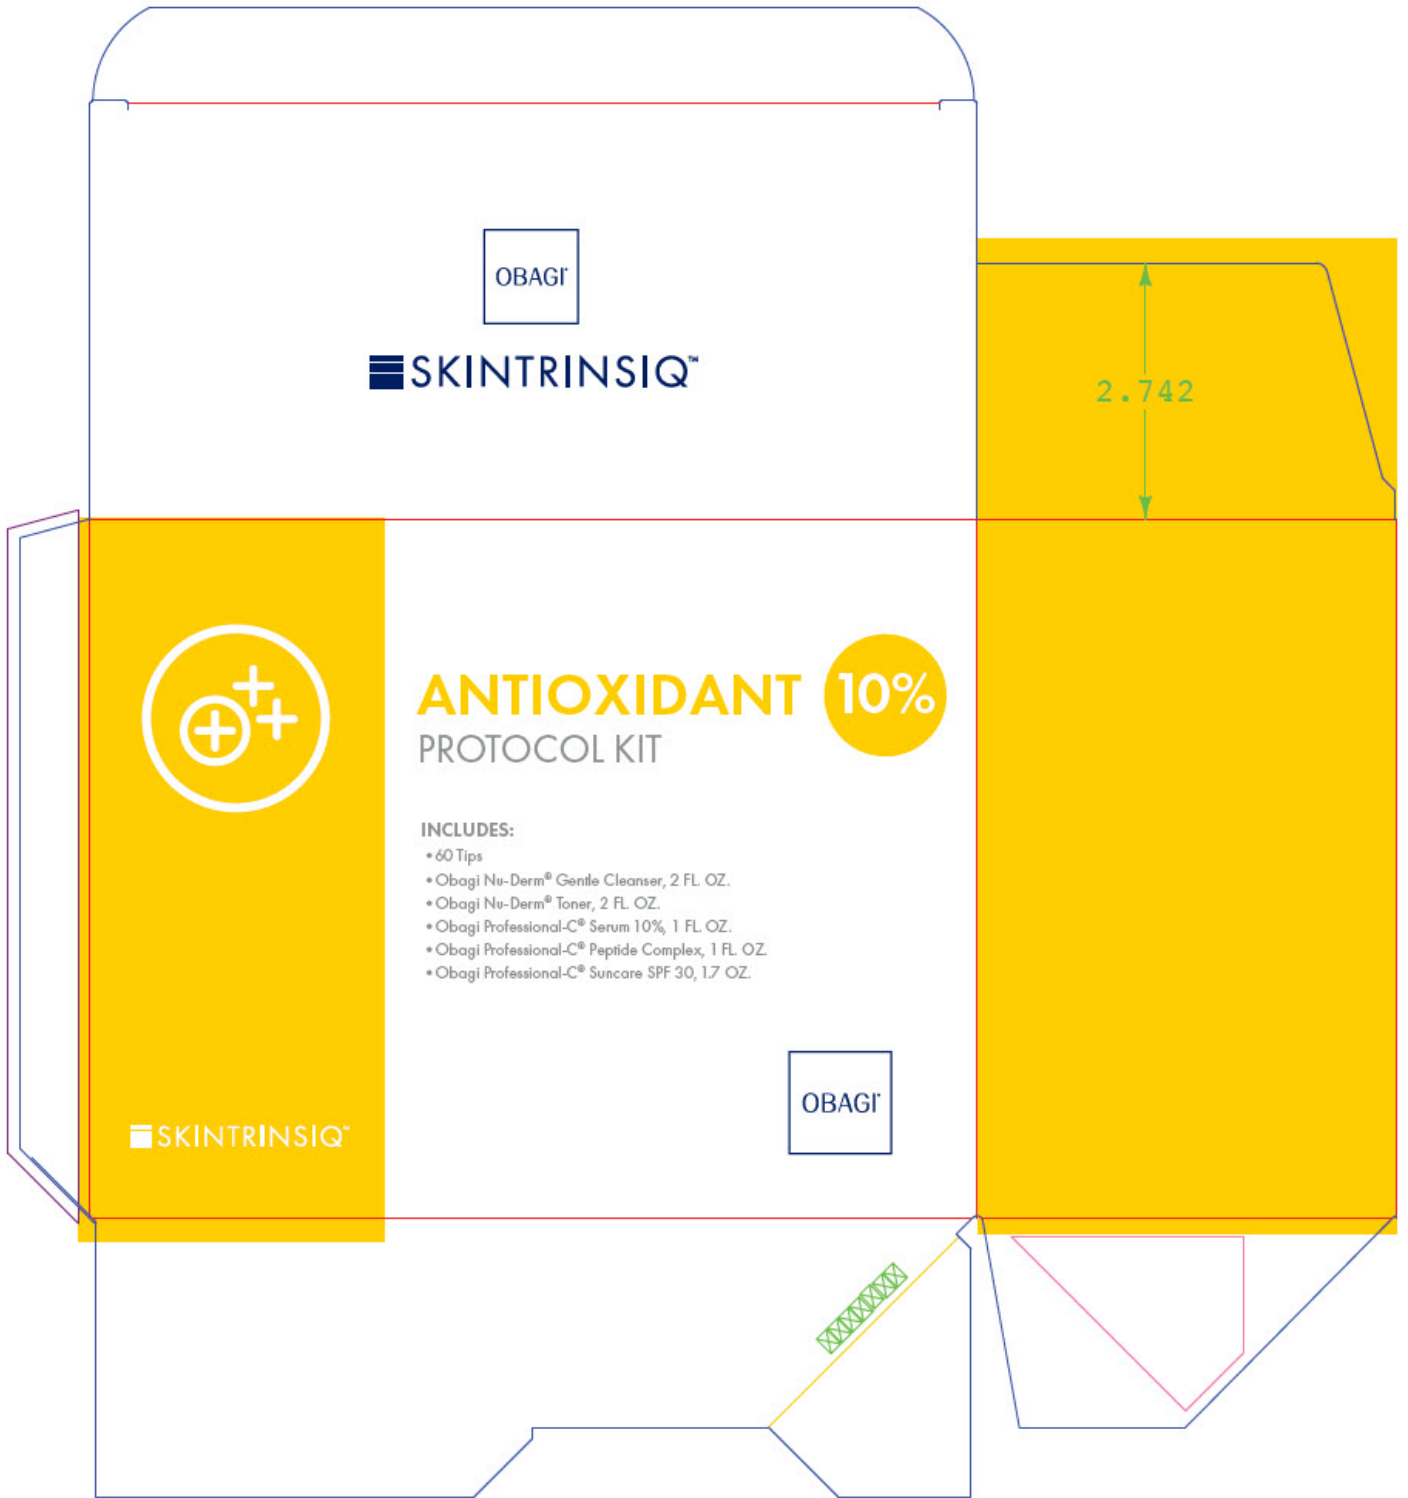 OBAGI®
SKINTRINSIQ™
2.742
ANTIOXIDANT 10%
PROTOCOL KIT
INCLUDES:
• 60 Tips
• Obagi Nu-Derm® Gentle Cleanser, 2 FL. OZ.
• Obagi Nu-Derm® Toner, 2 FL. OZ.
• Obagi Professional-C® Serum 10%, 1 FL. OZ.
• Obagi Professional-C® Peptide Complex, 1 FL. OZ.
• Obagi Professional-C® Suncare SPF 30, 1.7 OZ.
OBAGI®
SKINTRINSIQ™